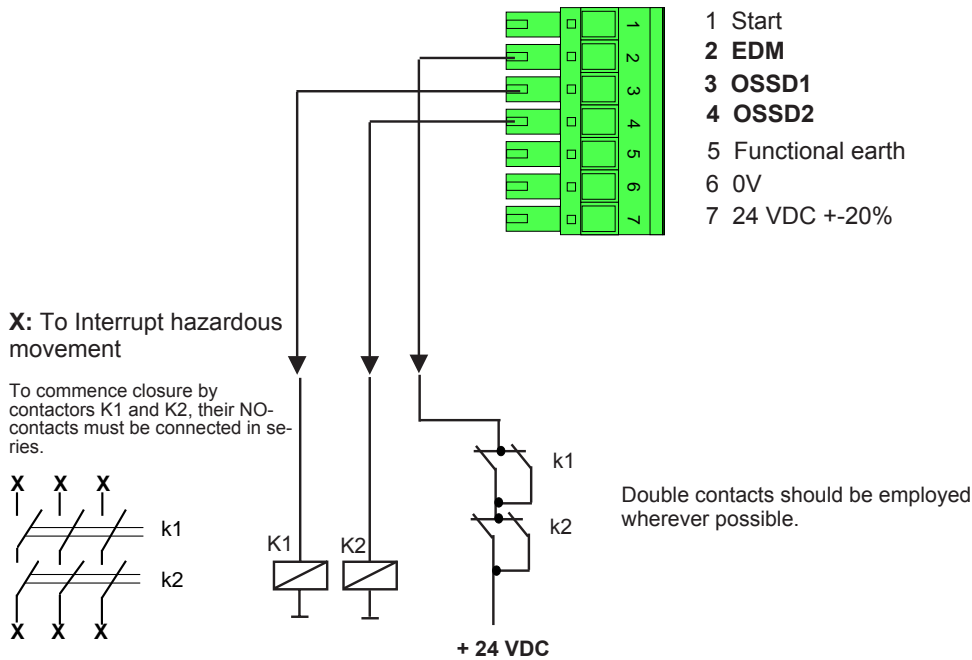 1
2
3
4
5
6
7
1 Start
2 EDM
3 OSSD1
4 OSSD2
5 Functional earth
6 0V
7 24 VDC +-20%
X: To Interrupt hazardous
movement
To commence closure by
contactors K1 and K2, their NO-
contacts must be connected in se-
ries.
X X X
k1
k2
X X X
K1
K2
k1
k2
+ 24 VDC
Double contacts should be employed
wherever possible.